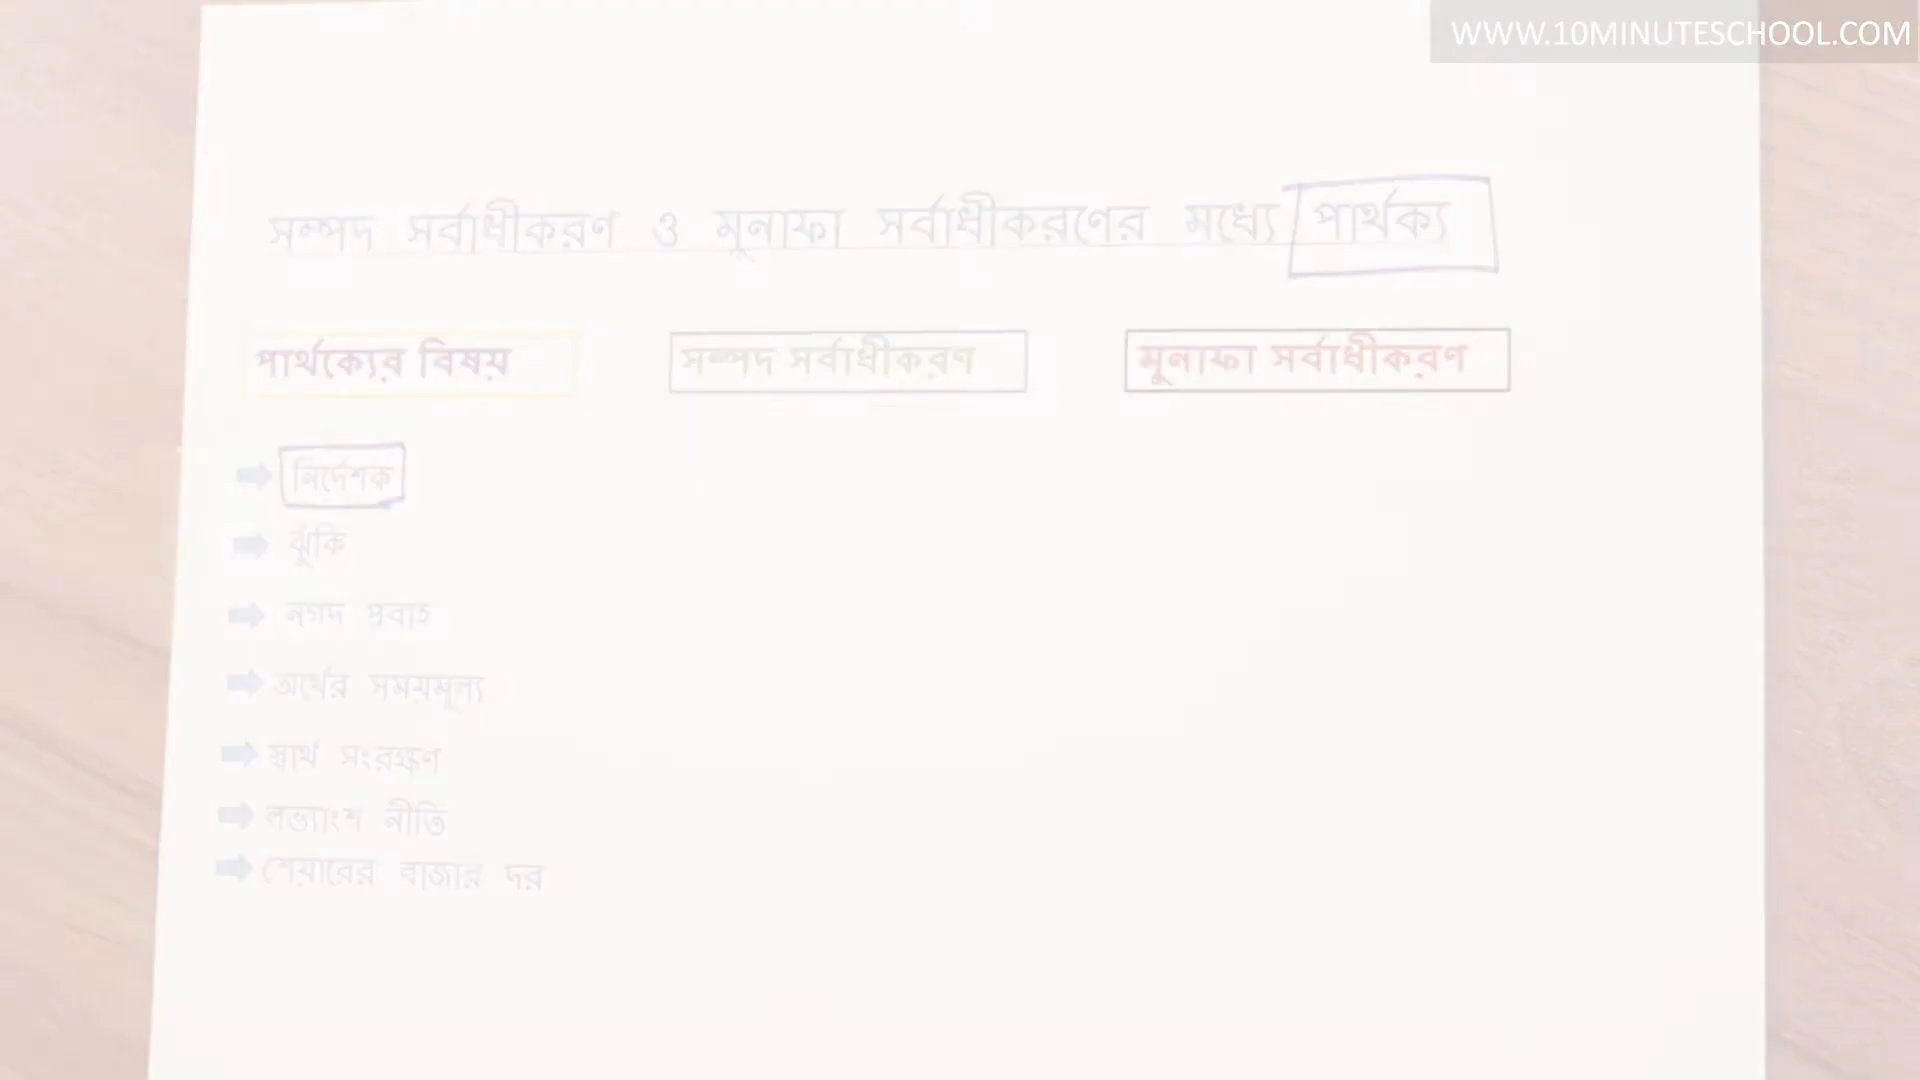 WWW.10MINUTESCHOOL.COM
সম্পদ সর্বাধীকরণ ও মুনাফা সর্বাধীকরণের মধ্যে পার্থক্য
পার্থক্যের বিষয় সম্পদ সর্বাধীকরণ মুনাফা সর্বাধীকরণ
নির্দেশক
ঝুঁকি
নগদ প্রবাহ
অর্থের সময়মূল্য
স্বার্থ সংরক্ষণ
লভ্যাংশ নীতি
শেয়ারের বাজার দর